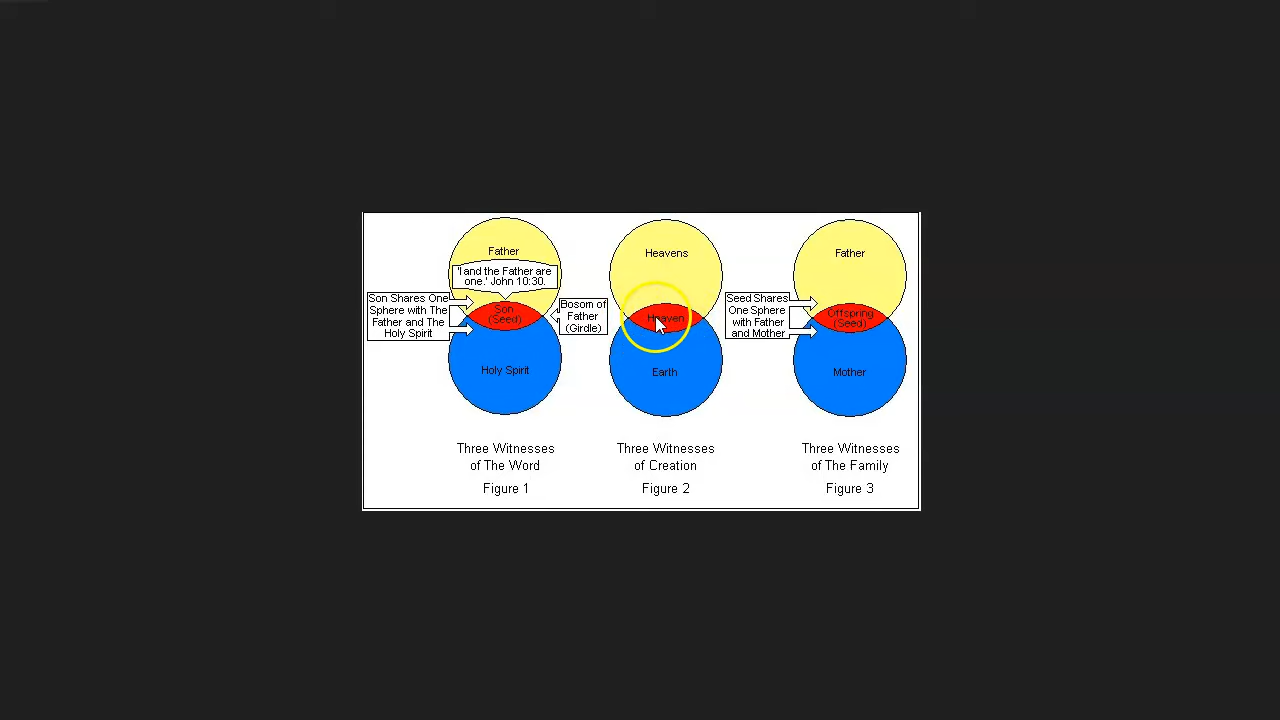 Father
'I and the Father are
one.' John 10:30.
Son Shares One
Sphere with The
Father and The
Holy Spirit
Son
(Seed)
Bosom of
Father
(Girdle)
Holy Spirit
Three Witnesses
of The Word
Figure 1
Heavens
Heaven
Earth
Three Witnesses
of Creation
Figure 2
Father
Seed Shares
One Sphere
with Father
and Mother
Offspring
(Seed)
Mother
Three Witnesses
of The Family
Figure 3